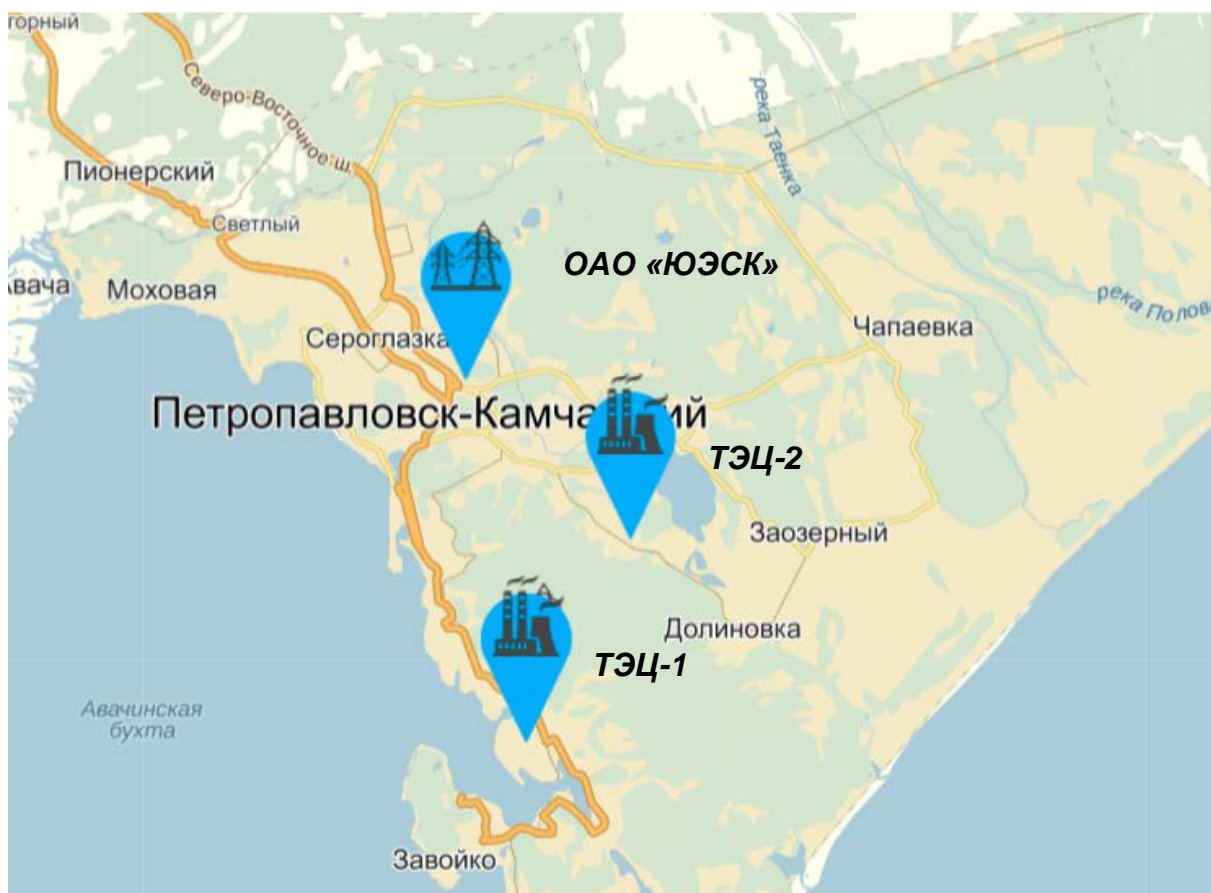 горный
Северо-Восточное ш.
река Таенка
Пионерский
Светлый
ОАО «ЮЭСК»
Авача
Моховая
река Полов
Чапаевка
Сероглазка
Петропавловск-Камча ий
ТЭЦ-2
Заозерный
Долиновка
ТЭЦ-1
Авачинская
бухта
Завойко